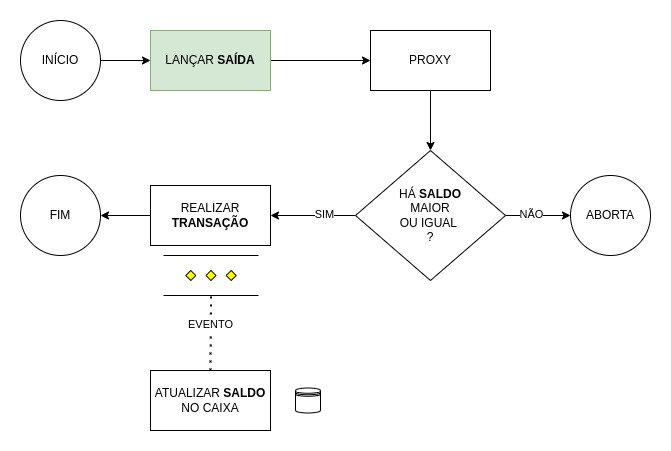 INÍCIO
LANÇAR SAÍDA
PROXY
HÁ SALDO
MAIOR
OU IGUAL
?
NÃO
ABORTA
SIM
REALIZAR
TRANSAÇÃO
FIM
EVENTO
ATUALIZAR SALDO
NO CAIXA